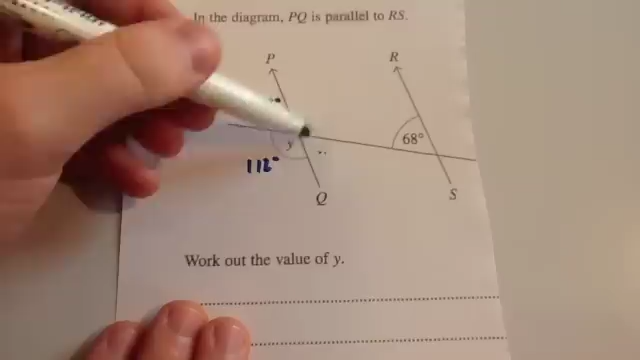 In the diagram, PQ is parallel to RS.
P
R
y
68°
112°
Q
S
Work out the value of y.